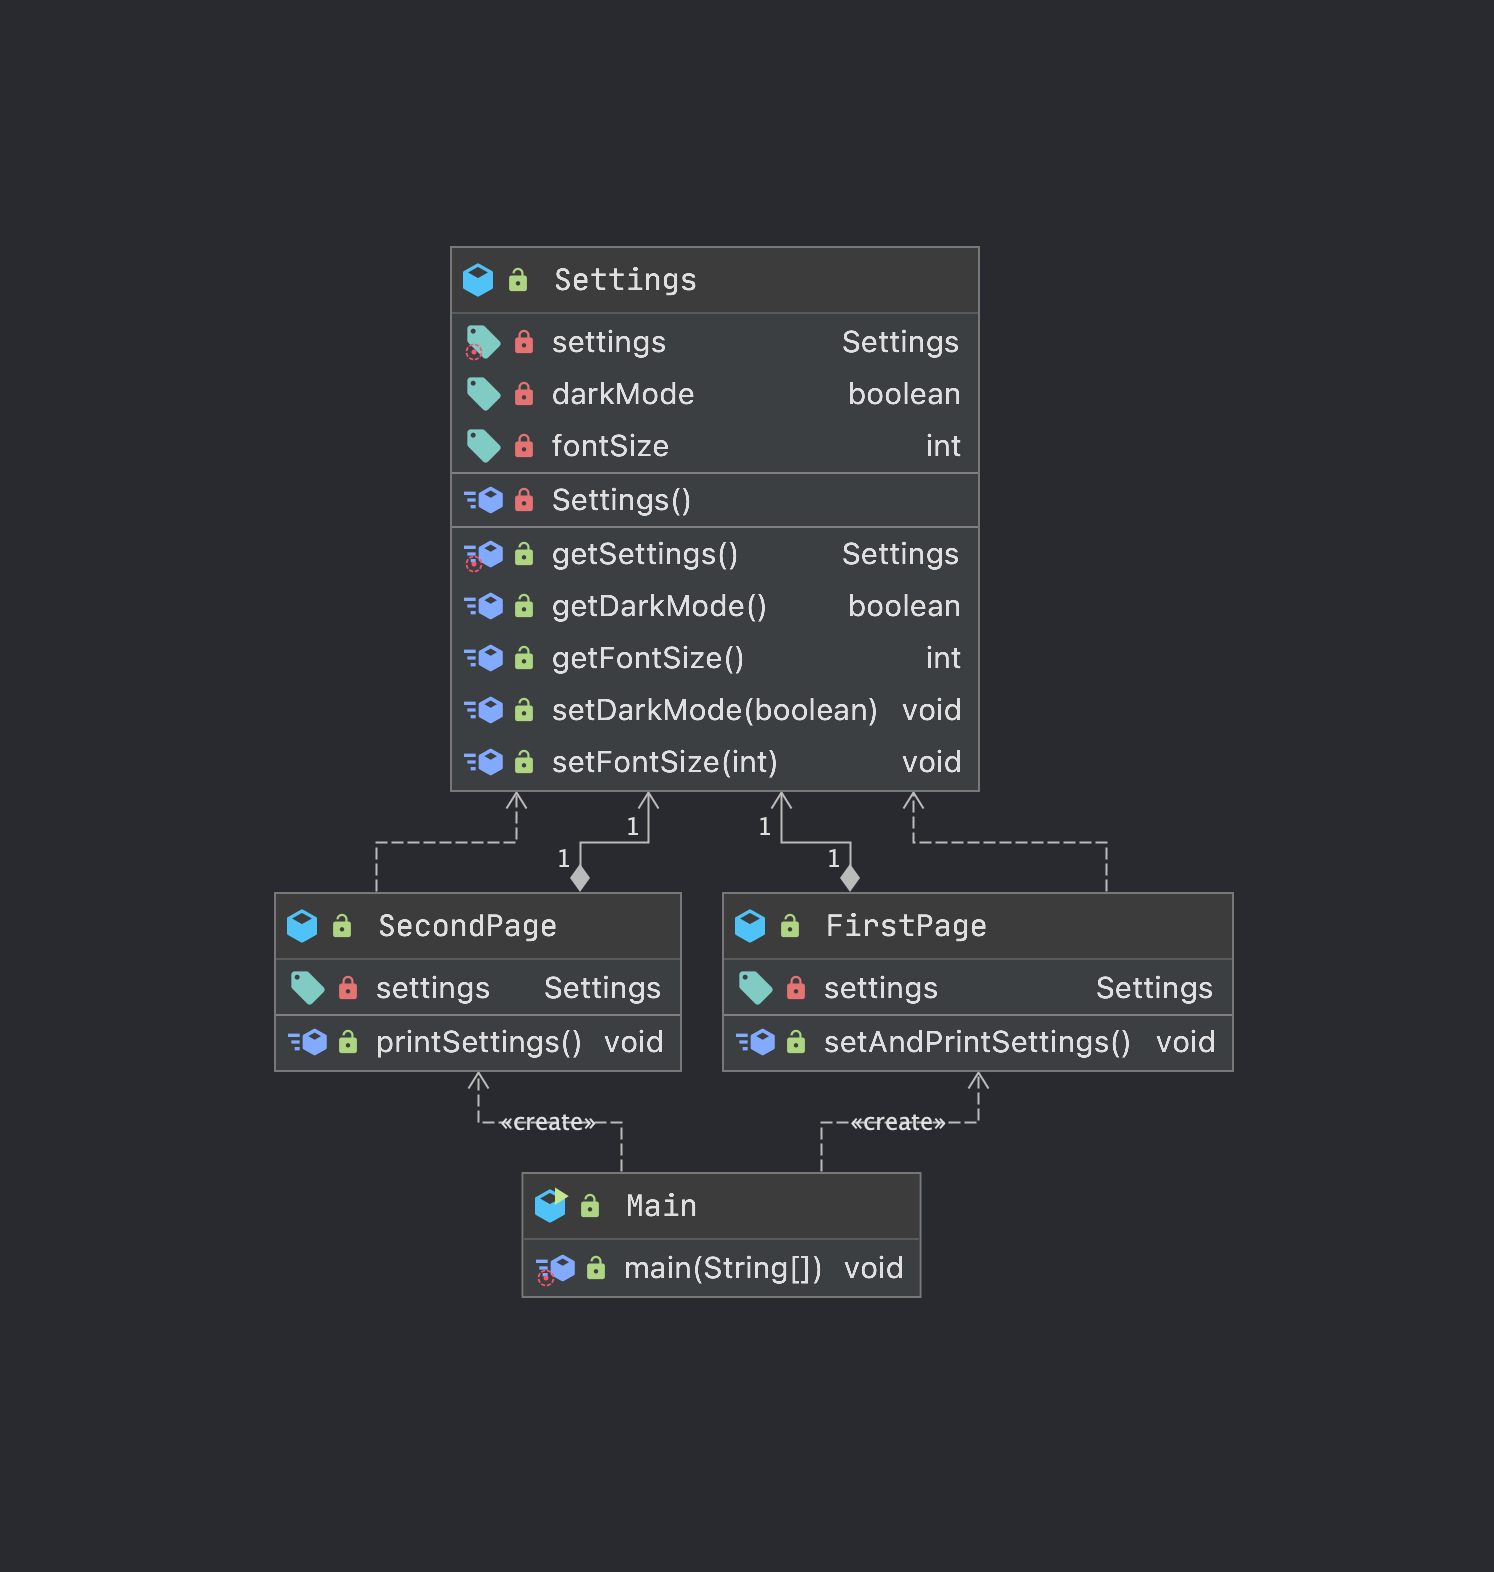 Settings
settings Settings
darkMode boolean
fontSize int
Settings()
getSettings() Settings
getDarkMode() boolean
getFontSize() int
setDarkMode(boolean) void
setFontSize(int) void
1 1
1 1
SecondPage
settings Settings
printSettings() void
FirstPage
settings Settings
setAndPrintSettings() void
«create» «create»
Main
main(String[]) void